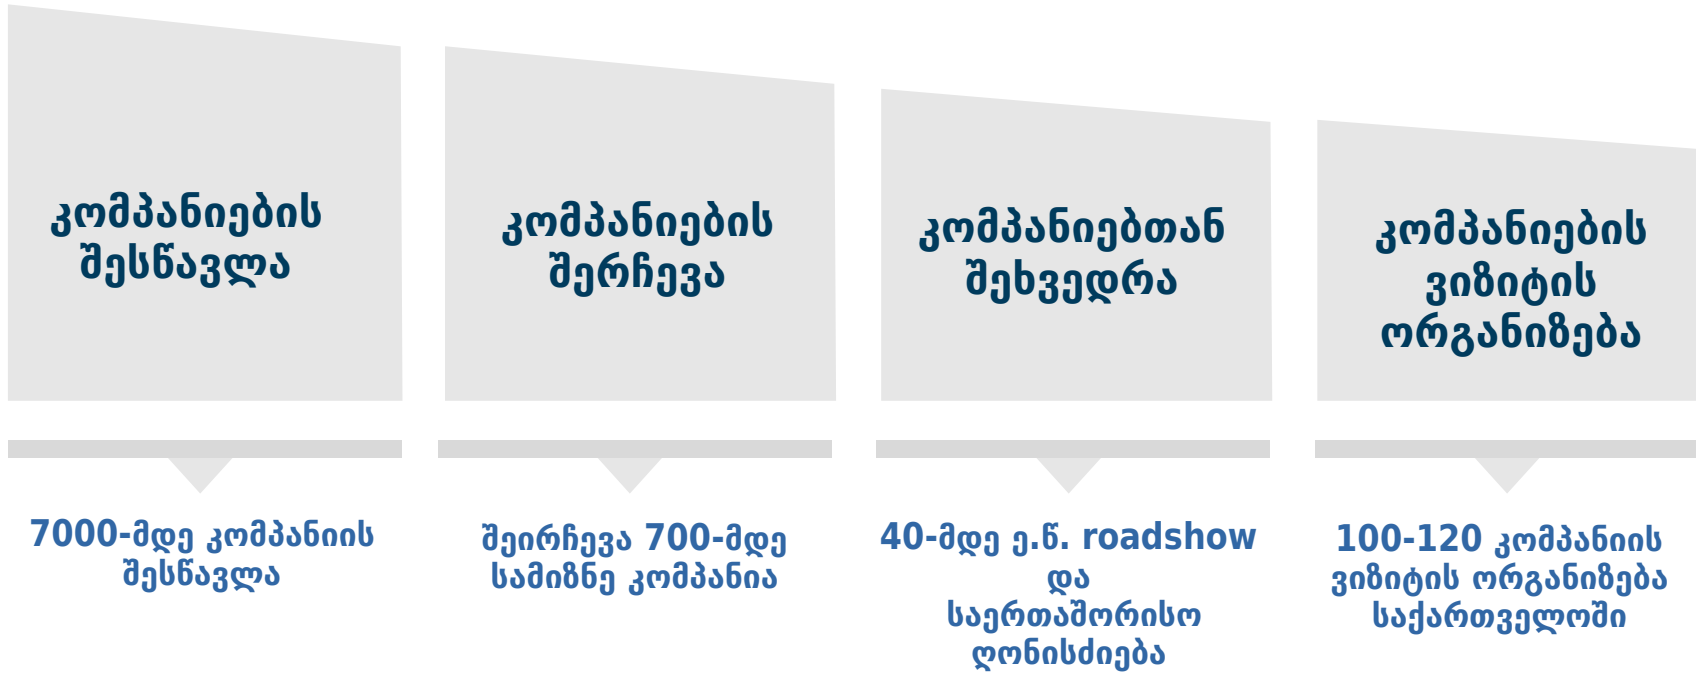 კომპანიების
შესწავლა
კომპანიების
შერჩევა
კომპანიებთან
შეხვედრა
კომპანიების
ვიზიტის
ორგანიზება
7000-მდე კომპანიის
შესწავლა
შეირჩევა 700-მდე
სამიზნე კომპანია
40-მდე ე.წ. roadshow
და
საერთაშორისო
ღონისძიება
100-120 კომპანიის
ვიზიტის ორგანიზება
საქართველოში